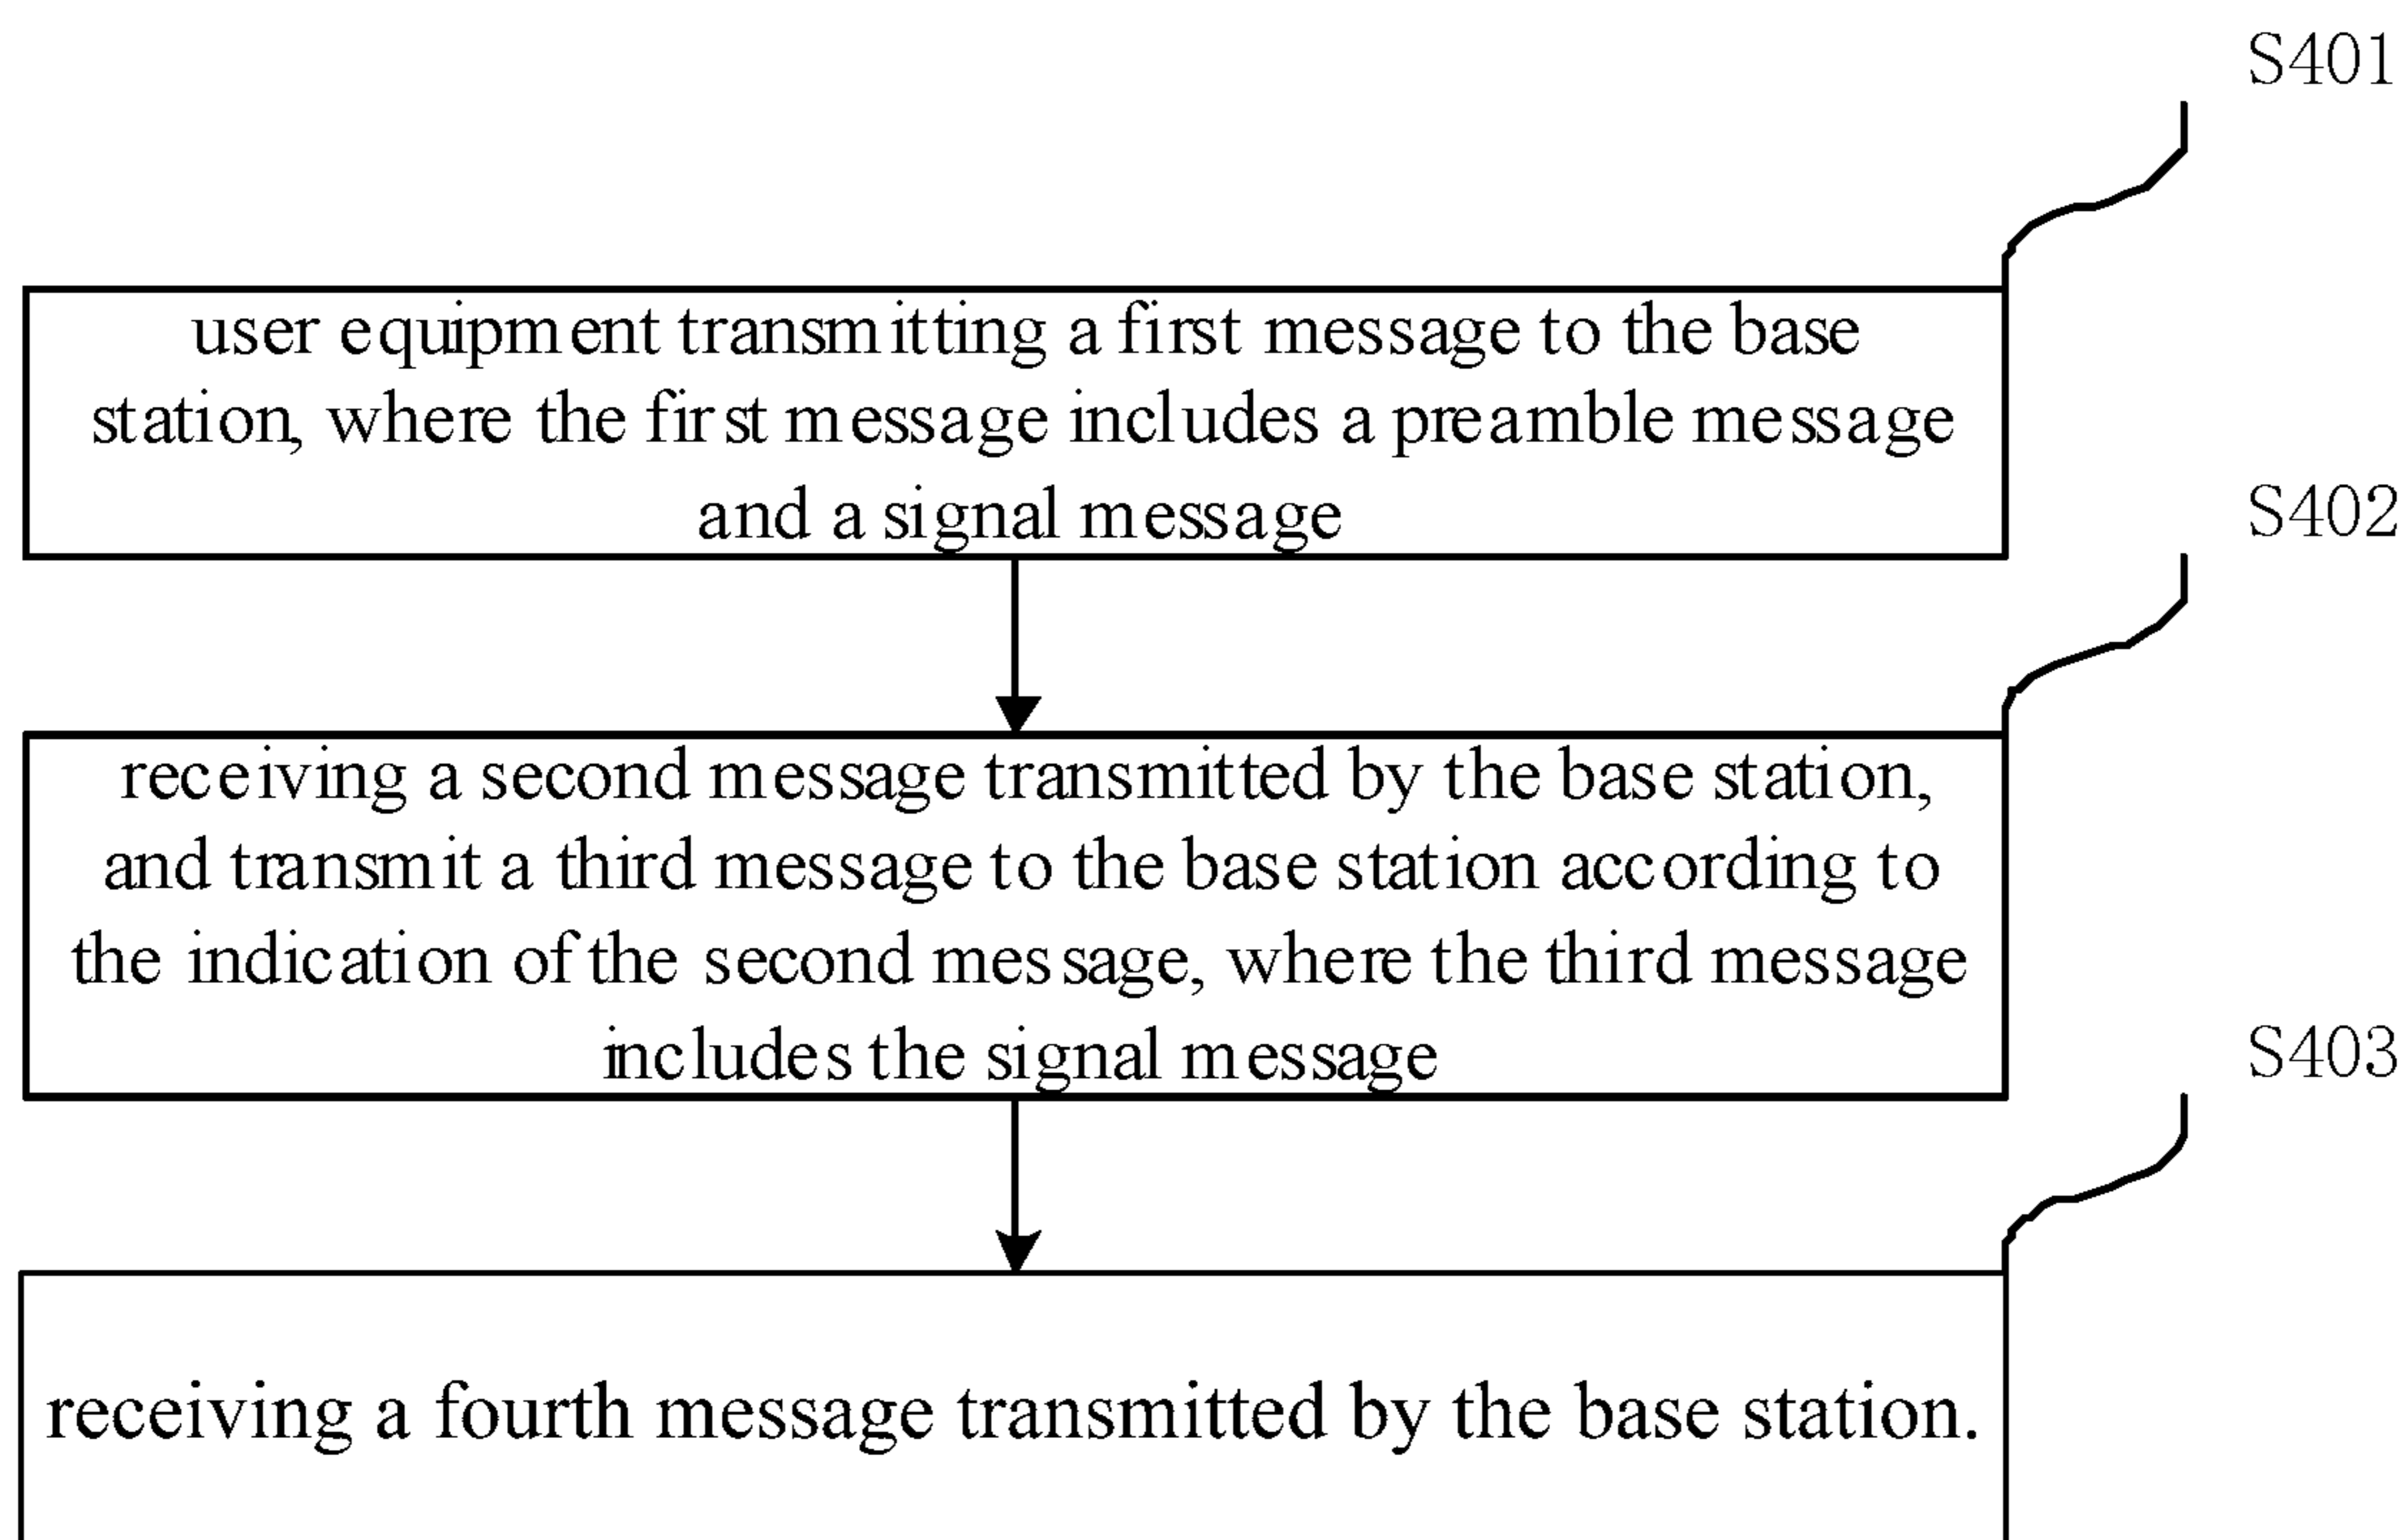 S401
user equipment transmitting a first message to the base
station, where the first message includes a preamble message
and a signal message
S402
receiving a second message transmitted by the base station,
and transmit a third message to the base station according to
the indication of the second message, where the third message
includes the signal message
S403
receiving a fourth message transmitted by the base station.